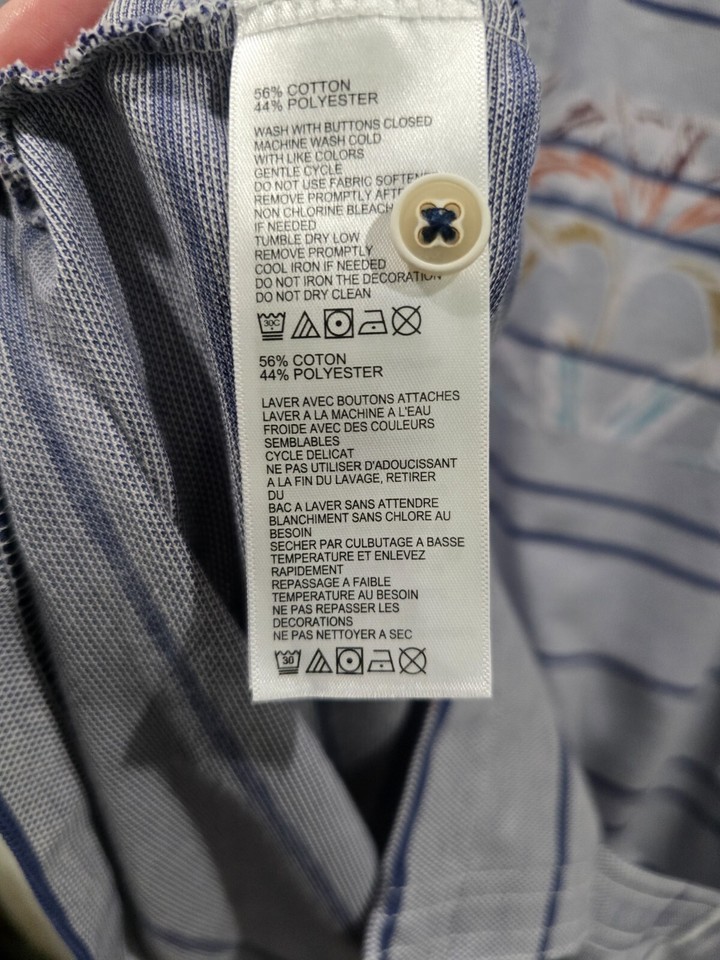 56% COTTON
44% POLYESTER
WASH WITH BUTTONS CLOSED
MACHINE WASH COLD
WITH LIKE COLORS
GENTLE CYCLE
DO NOT USE FABRIC SOFTEN
REMOVE PROMPTLY AFTE
NON CHLORINE BLEACH
IF NEEDED
TUMBLE DRY LOW
REMOVE PROMPTLY
COOL IRON IF NEEDED
DO NOT IRON THE DECORATION
DO NOT DRY CLEAN
30C
56% COTON
44% POLYESTER
LAVER AVEC BOUTONS ATTACHES
LAVER A LA MACHINE A L'EAU
FROIDE AVEC DES COULEURS
SEMBLABLES
CYCLE DELICAT
NE PAS UTILISER D'ADOUCISSANT
A LA FIN DU LAVAGE, RETIRER
DU
BAC A LAVER SANS ATTENDRE
BLANCHIMENT SANS CHLORE AU
BESOIN
SECHER PAR CULBUTAGE A BASSE
TEMPERATURE ET ENLEVEZ
RAPIDEMENT
REPASSAGE A FAIBLE
TEMPERATURE AU BESOIN
NE PAS REPASSER LES
DECORATIONS
NE PAS NETTOYER A SEC
30